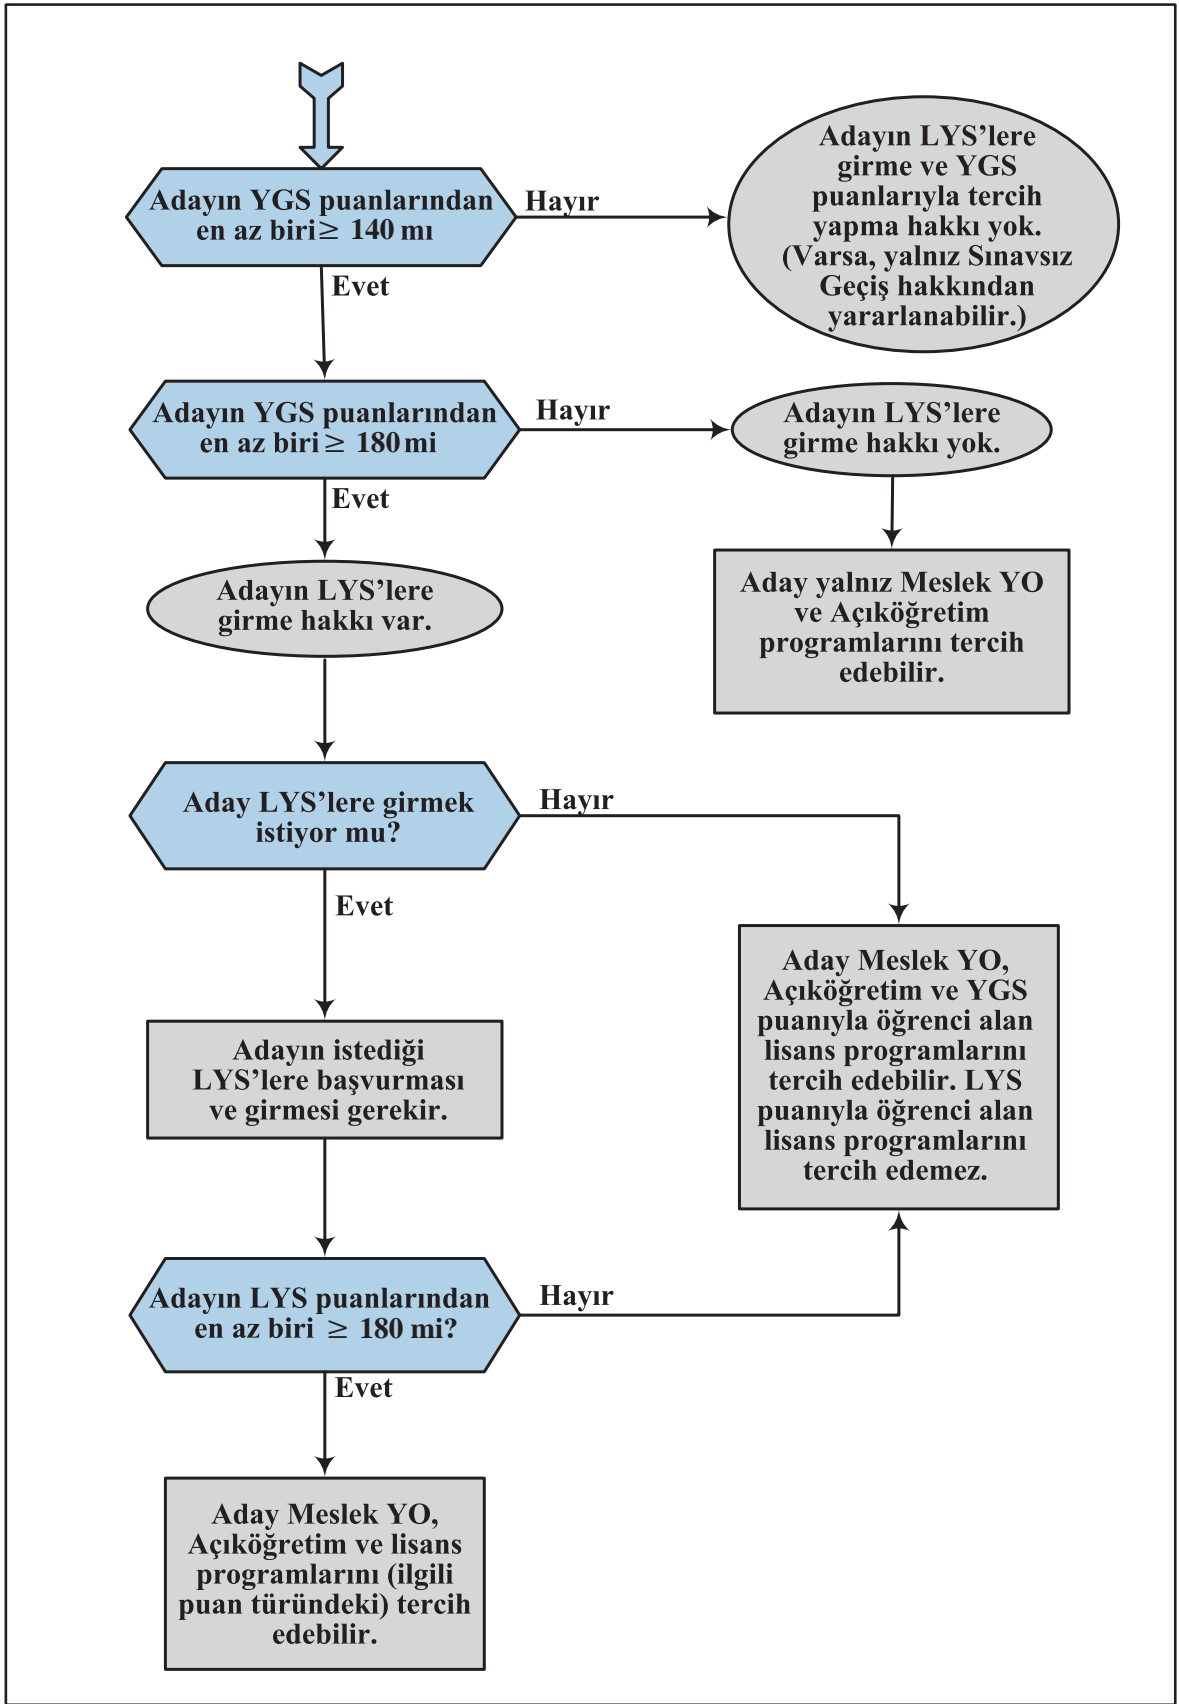 Adayın YGS puanlarından
en az biri ≥ 140 mı
Hayır
Adayın LYS’lere
girme ve YGS
puanlarıyla tercih
yapma hakkı yok.
(Varsa, yalnız Sınavsız
Geçiş hakkından
yararlanabilir.)
Evet
Adayın YGS puanlarından
en az biri ≥ 180 mi
Hayır
Adayın LYS’lere
girme hakkı yok.
Evet
Aday yalnız Meslek YO
ve Açıköğretim
programlarını tercih
edebilir.
Adayın LYS’lere
girme hakkı var.
Aday LYS’lere girmek
istiyor mu?
Hayır
Evet
Aday Meslek YO,
Açıköğretim ve YGS
puanıyla öğrenci alan
lisans programlarını
tercih edebilir. LYS
puanıyla öğrenci alan
lisans programlarını
tercih edemez.
Adayın istediği
LYS’lere başvurması
ve girmesi gerekir.
Adayın LYS puanlarından
en az biri ≥ 180 mi?
Hayır
Evet
Aday Meslek YO,
Açıköğretim ve lisans
programlarını (ilgili
puan türündeki) tercih
edebilir.